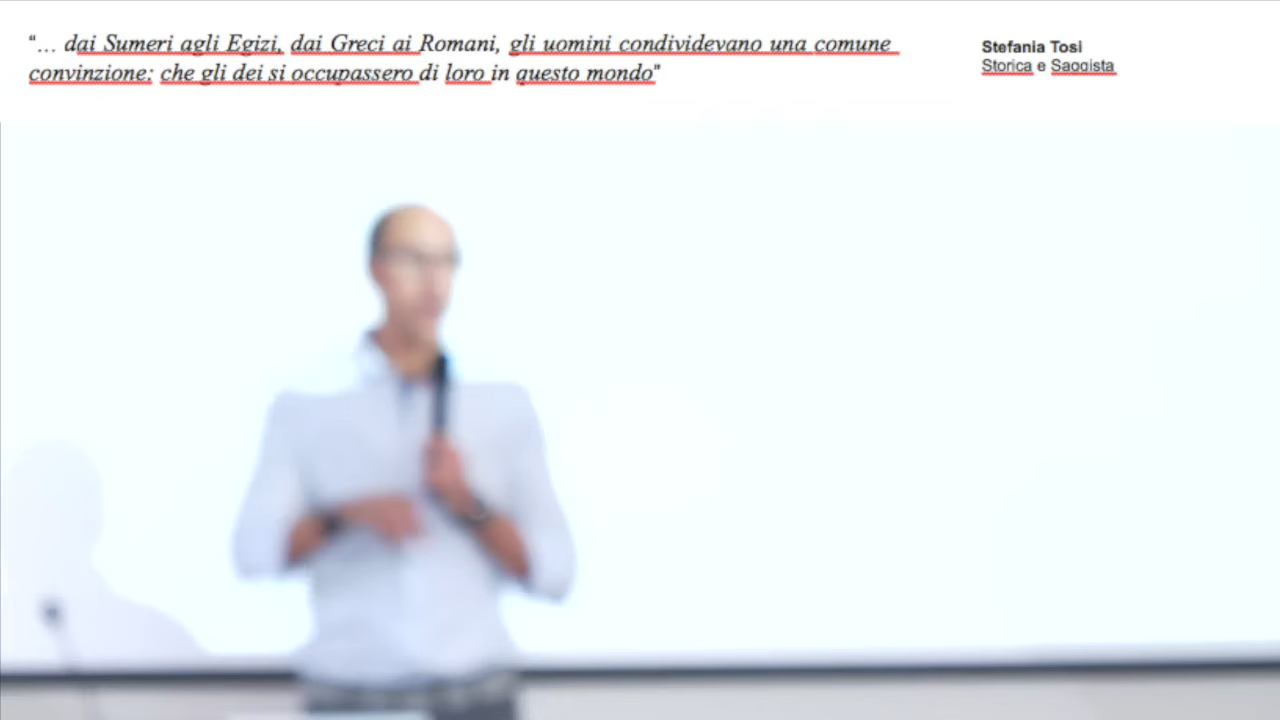 “... dai Sumeri agli Egizi, dai Greci ai Romani, gli uomini condividevano una comune
convinzione: che gli dei si occupassero di loro in questo mondo"
Stefania Tosi
Storica e Saggista